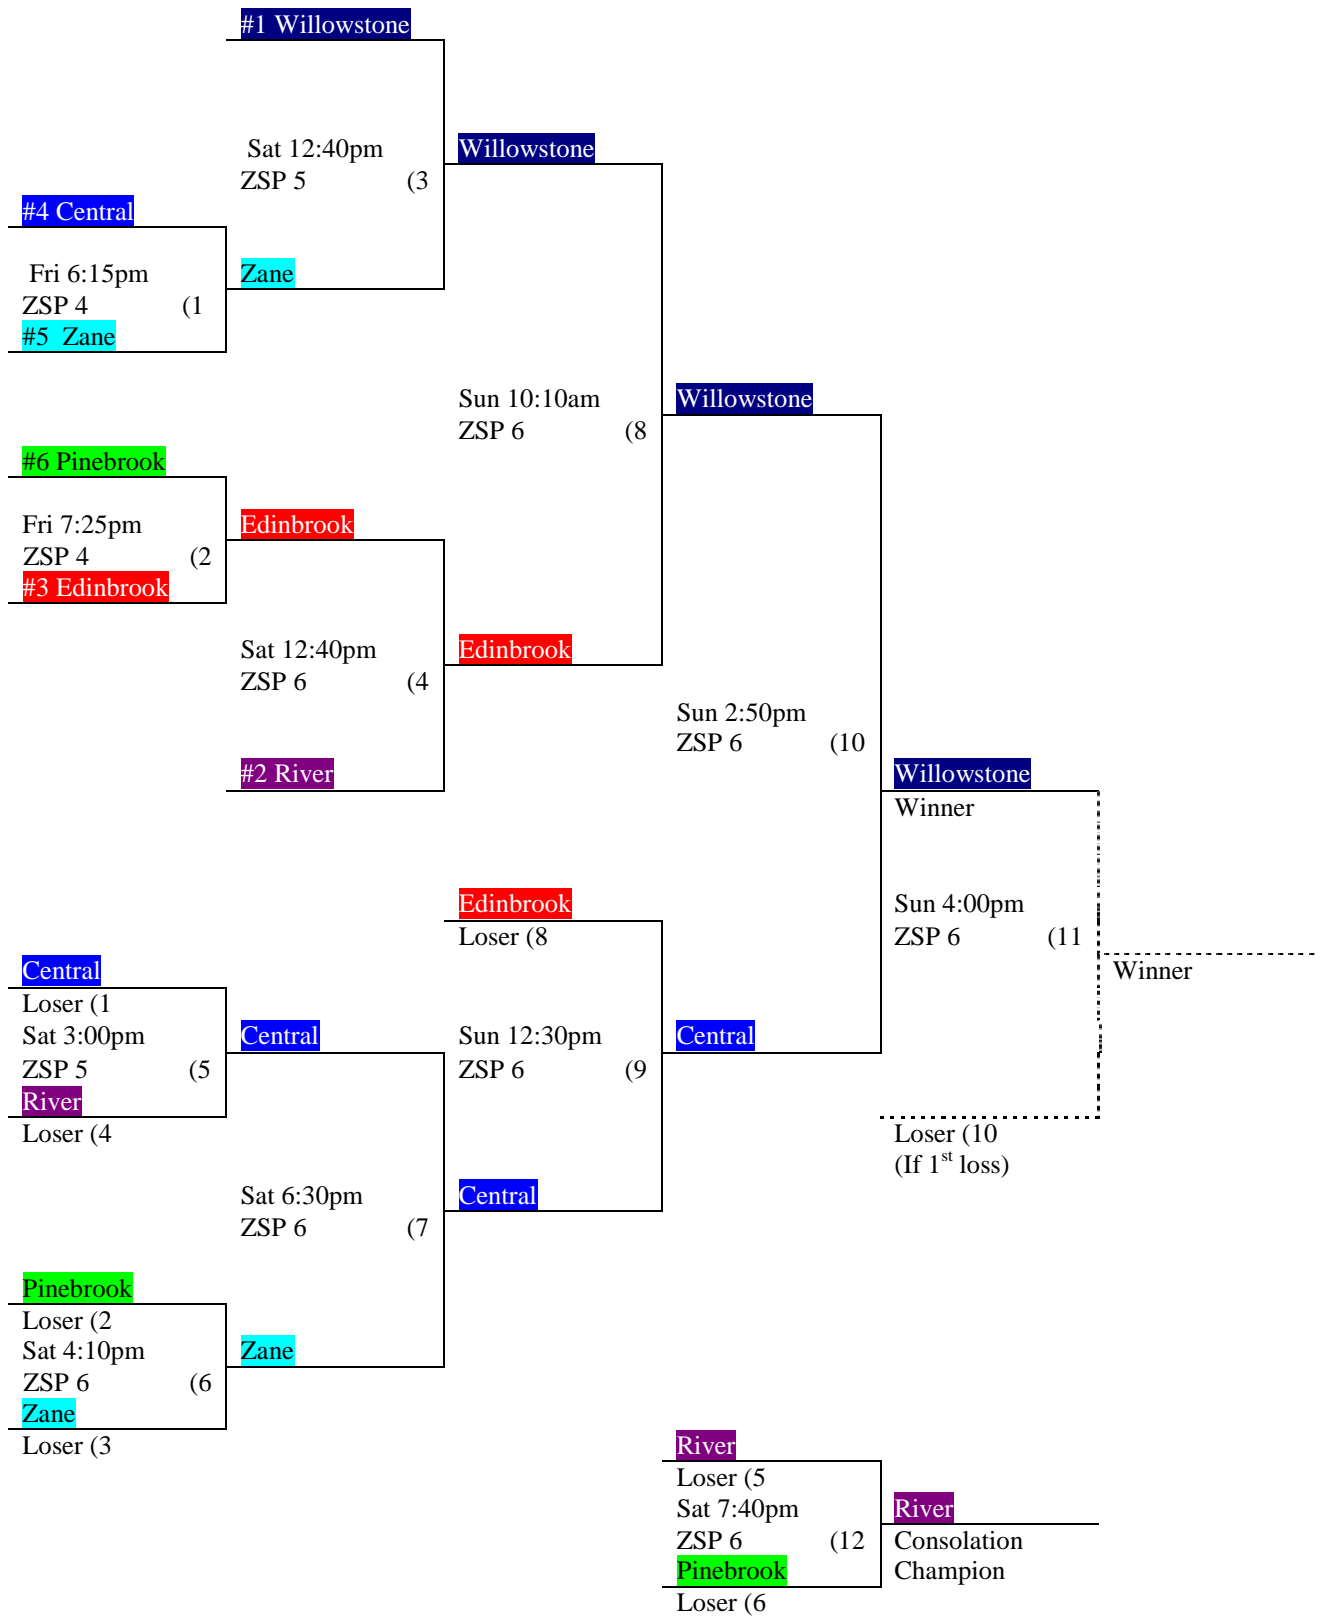 #1 Willowstone
Sat 12:40pm
ZSP 5 (3
Willowstone
#4 Central
Fri 6:15pm
ZSP 4 (1
#5 Zane
Zane
Sun 10:10am
ZSP 6 (8
Willowstone
#6 Pinebrook
Fri 7:25pm
ZSP 4 (2
#3 Edinbrook
Edinbrook
Sat 12:40pm
ZSP 6 (4
Edinbrook
#2 River
Sun 2:50pm
ZSP 6 (10
Willowstone
Winner
Sun 4:00pm
ZSP 6 (11
Winner
Loser (10
(If 1st loss)
Edinbrook
Loser (8
Sun 12:30pm
ZSP 6 (9
Central
Central
Loser (1
Sat 3:00pm
ZSP 5 (5
River
Loser (4
Central
Sat 6:30pm
ZSP 6 (7
Central
Pinebrook
Loser (2
Sat 4:10pm
ZSP 6 (6
Zane
Loser (3
Zane
River
Loser (5
Sat 7:40pm
ZSP 6 (12
Pinebrook
Loser (6
River
Consolation
Champion